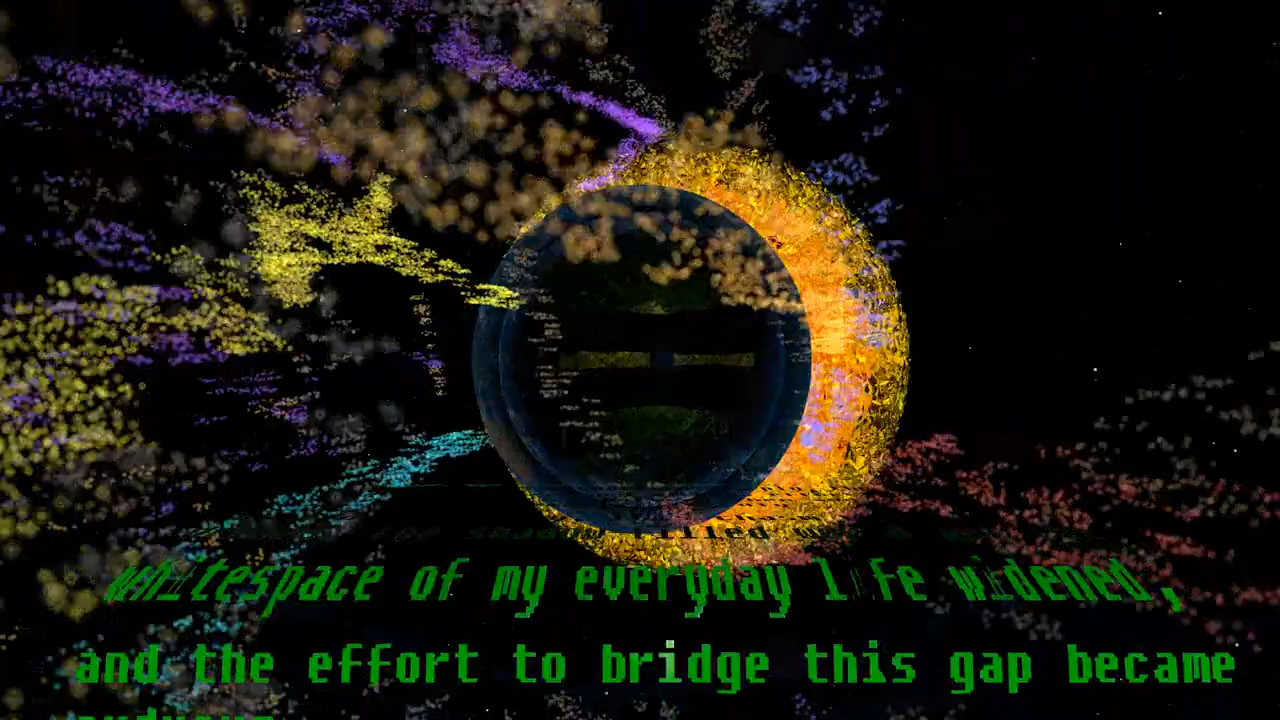 whitespace of my everyday life widened,
and the effort to bridge this gap became